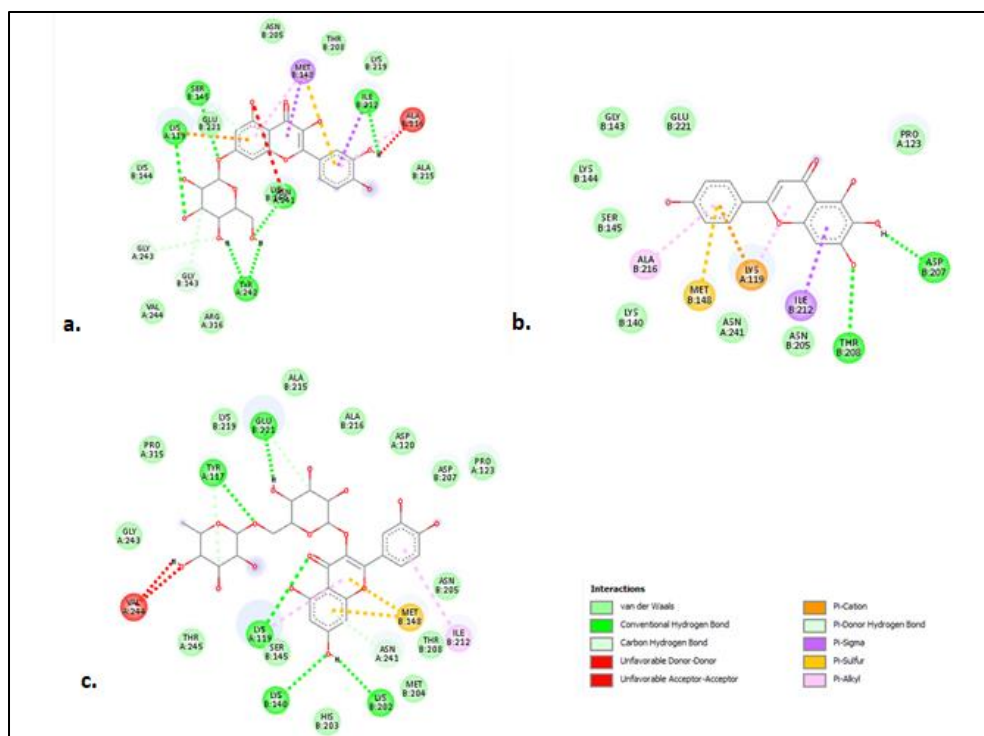 ASN
B:205
THR
B:208
LYS
B:219
MET
B:148
SER
B:145
ILE
B:212
ALA
GLU
B:221
LYS
A:119
LYS
B:144
ALA
B:215
ASN
A:241
GLY
A:243
GLY
B:143
TYR
A:242
VAL
A:244
ARG
A:316
a.
GLY
B:143
GLU
B:221
PRO
A:123
LYS
B:144
SER
B:145
ALA
B:216
LYS
A:119
ASP
B:207
MET
B:148
ILE
B:212
LYS
B:140
ASN
A:241
ASN
B:205
THR
B:208
H
b.
ALA
B:215
LYS
B:219
GLU
B:221
ALA
B:216
ASP
A:120
PRO
A:315
TYR
A:117
ASP
B:207
PRO
A:123
GLY
A:243
VAL
A:244
ASN
B:205
MET
B:148
THR
A:245
LYS
A:119
SER
B:145
ASN
A:241
THR
B:208
ILE
B:212
LYS
B:140
LYS
B:202
MET
B:204
HIS
B:203
c.
Interactions
van der Waals
Conventional Hydrogen Bond
Carbon Hydrogen Bond
Unfavorable Donor-Donor
Unfavorable Acceptor-Acceptor
Pi-Cation
Pi-Donor Hydrogen Bond
Pi-Sigma
Pi-Sulfur
Pi-Alkyl